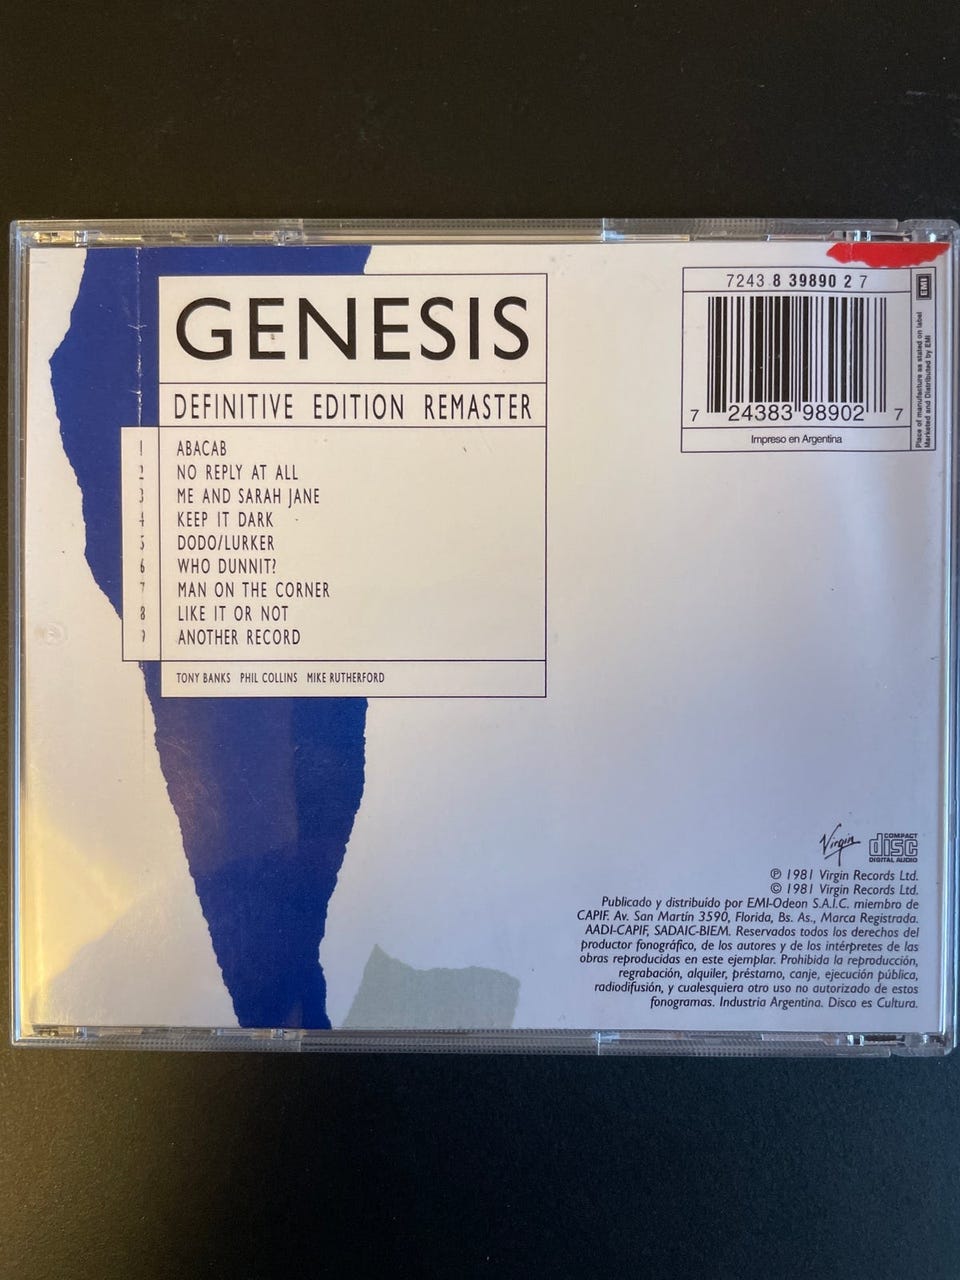 GENESIS
DEFINITIVE EDITION REMASTER
1 ABACAB
2 NO REPLY AT ALL
3 ME AND SARAH JANE
4 KEEP IT DARK
5 DODO/LURKER
6 WHO DUNNIT?
7 MAN ON THE CORNER
8 LIKE IT OR NOT
9 ANOTHER RECORD
TONY BANKS PHIL COLLINS MIKE RUTHERFORD
7243 8 39890 2 7
7 24383 98902 7
Impreso en Argentina
EMI
Place of manufacture as stated on label
Marketed and Distributed by EMI
Virgin
COMPACT
disc
DIGITAL AUDIO
℗ 1981 Virgin Records Ltd.
© 1981 Virgin Records Ltd.
Publicado y distribuído por EMI-Odeon S.A.I.C. miembro de
CAPIF. Av. San Martín 3590, Florida, Bs. As., Marca Registrada.
AADI-CAPIF, SADAIC-BIEM. Reservados todos los derechos del
productor fonográfico, de los autores y de los intérpretes de las
obras reproducidas en este ejemplar. Prohibida la reproducción,
regrabación, alquiler, préstamo, canje, ejecución pública,
radiodifusión, y cualesquiera otro uso no autorizado de estos
fonogramas. Industria Argentina. Disco es Cultura.